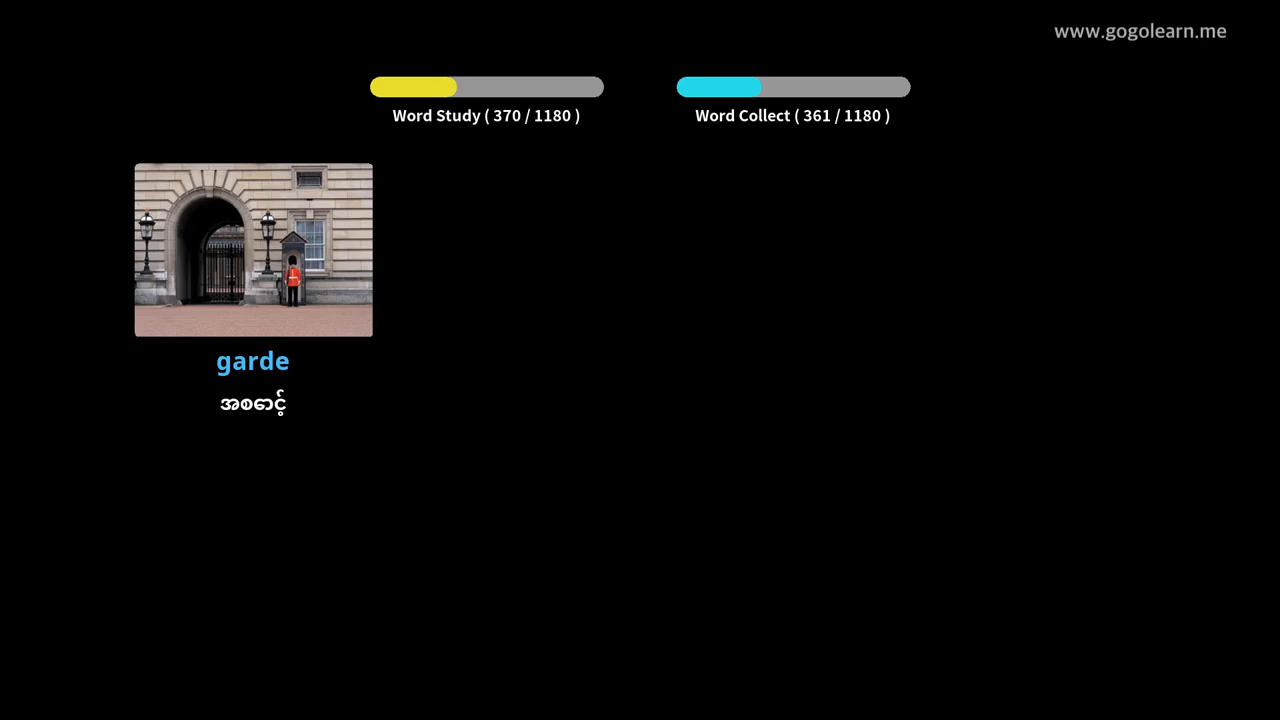 www.gogolearn.me
Word Study ( 370 / 1180 )
Word Collect ( 361 / 1180 )
garde
အစောင့်